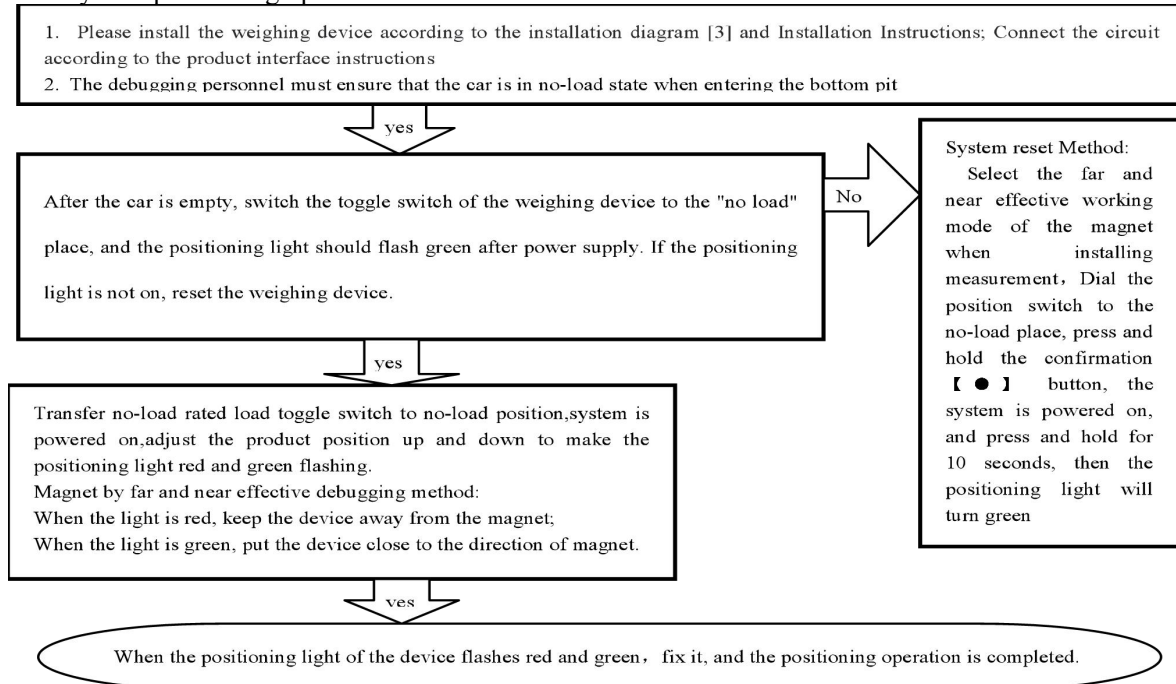 1. Please install the weighing device according to the installation diagram [3] and Installation Instructions; Connect the circuit
according to the product interface instructions
2. The debugging personnel must ensure that the car is in no-load state when entering the bottom pit
yes
After the car is empty, switch the toggle switch of the weighing device to the "no load"
place, and the positioning light should flash green after power supply. If the positioning
light is not on, reset the weighing device.
No
System reset Method:
Select the far and
near effective working
mode of the magnet
when installing
measurement, Dial the
position switch to the
no-load place, press and
hold the confirmation
【 ● 】 button, the
system is powered on,
and press and hold for
10 seconds, then the
positioning light will
turn green
yes
Transfer no-load rated load toggle switch to no-load position,system is
powered on,adjust the product position up and down to make the
positioning light red and green flashing.
Magnet by far and near effective debugging method:
When the light is red, keep the device away from the magnet;
When the light is green, put the device close to the direction of magnet.
yes
When the positioning light of the device flashes red and green, fix it, and the positioning operation is completed.